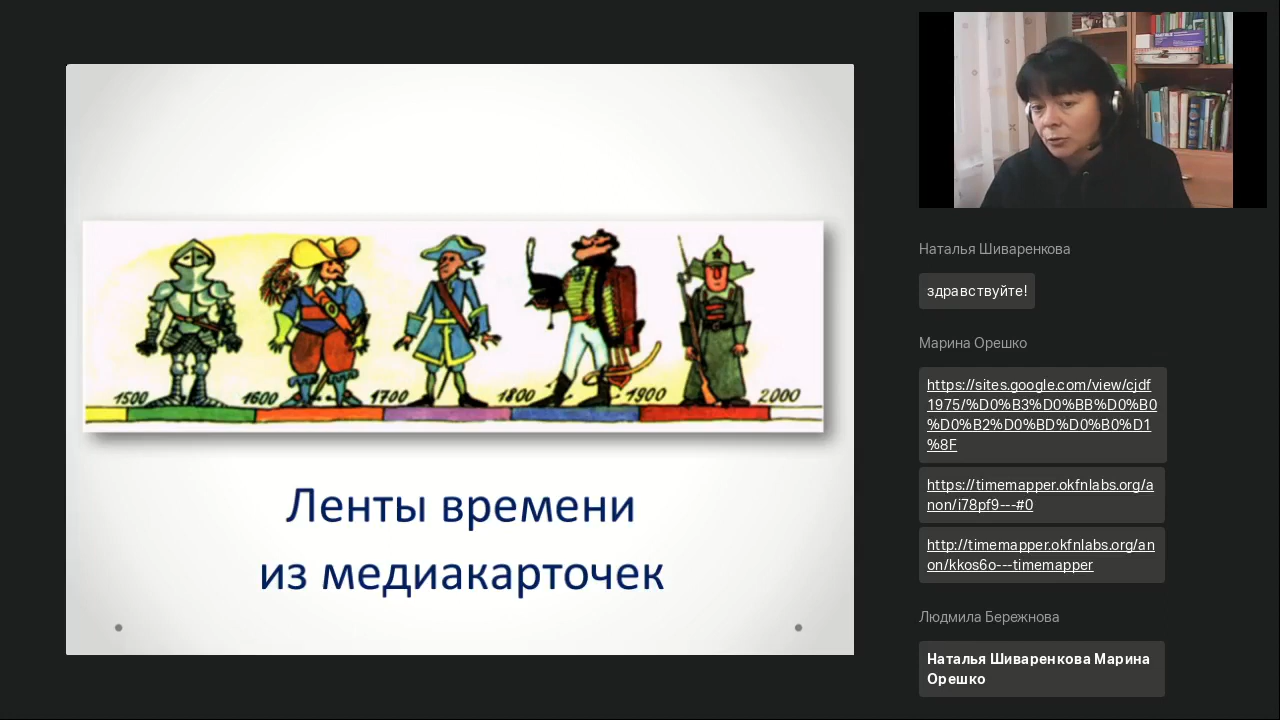 1500 1600 1700 1800 1900 2000
Ленты времени
из медиакарточек
Наталья Шиваренкова
здравствуйте!
Марина Орешко
https://sites.google.com/view/cjdf
1975/%D0%B3%D0%BB%D0%B0
%D0%B2%D0%BD%D0%B0%D1
%8F
https://timemapper.okfnlabs.org/a
non/i78pf9---#0
http://timemapper.okfnlabs.org/an
on/kkos6o---timemapper
Людмила Бережнова
Наталья Шиваренкова Марина
Орешко